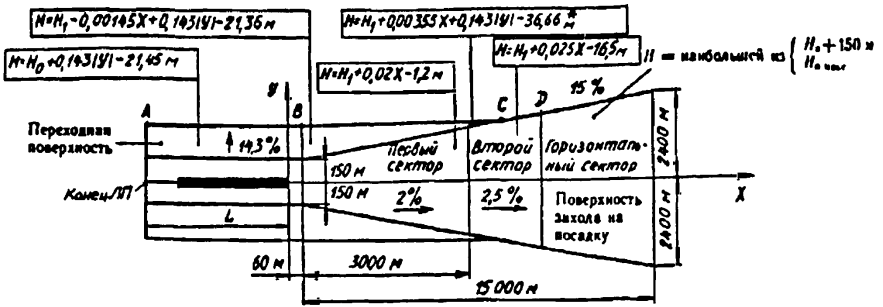 H=H₁-0,00145X+0,143|У|-21,36 м
H=H₁+0,00355X+0,143|У|-36,66 м
H=H₀+0,143|У|-21,45 м
H=H₁+0,02X-1,2 м
H=H₁+0,025X-16,5 м
H = наибольшей из
H₀+150 м
У
A
B
C
D
15 %
Переходная
поверхность
14,3 %
150 м
150 м
Первый
сектор
Второй
сектор
Горизонталь-
ный сектор
2400 м
2400 м
Конец ЛП
2%
2,5 %
Поверхность
захода на
посадку
X
L
60 м
3000 м
15 000 м